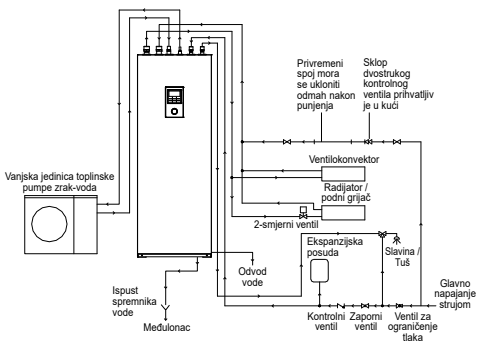 Privremeni
spoj mora
se ukloniti
odmah nakon
punjenja
Sklop
dvostrukog
kontrolnog
ventila prihvatljiv
je u kući
Ventilokonvektor
Vanjska jedinica toplinske
pumpe zrak-voda
Radijator /
podni grijač
2-smjerni ventil
Ekspanzijska
posuda
Slavina /
Tuš
Odvod
vode
Ispust
spremnika
vode
Međulonac
Glavno
napajanje
strujom
Kontrolni
ventil
Zaporni
ventil
Ventil za
ograničenje
tlaka